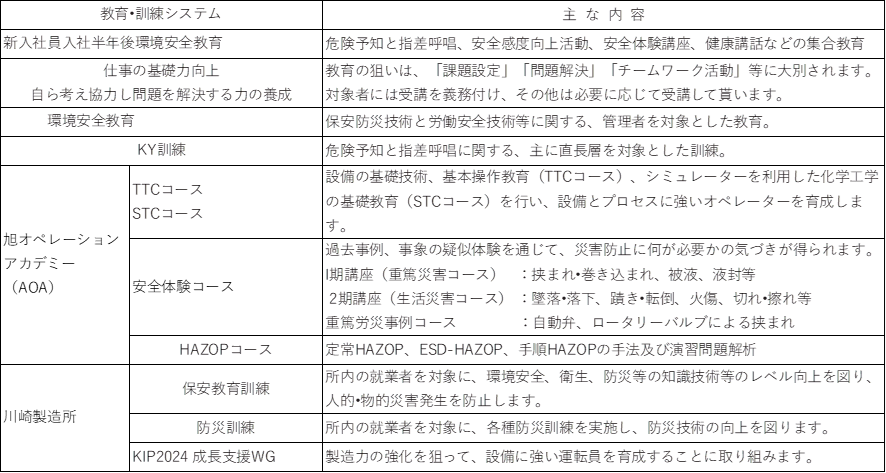 教育•訓練システム
主 な 内 容
新入社員入社半年後環境安全教育
危険予知と指差呼唱、安全感度向上活動、安全体験講座、健康講話などの集合教育
仕事の基礎力向上
自ら考え協力し問題を解決する力の養成
教育の狙いは、「課題設定」「問題解決」「チームワーク活動」等に大別されます。
対象者には受講を義務付け、その他は必要に応じて受講して貰います。
環境安全教育
保安防災技術と労働安全技術等に関する、管理者を対象とした教育。
KY訓練
危険予知と指差呼唱に関する、主に直長層を対象とした訓練。
旭オペレーション
アカデミー
（AOA）
TTCコース
STCコース
設備の基礎技術、基本操作教育（TTCコース）、シミュレーターを利用した化学工学
の基礎教育（STCコース）を行い、設備とプロセスに強いオペレーターを育成しま
す。
安全体験コース
過去事例、事象の疑似体験を通じて、災害防止に何が必要かの気づきが得られます。
I期講座（重篤災害コース）　：挟まれ•巻き込まれ、被液、液封等
2期講座（生活災害コース）：墜落•落下、躓き•転倒、火傷、切れ•擦れ等
重篤労災事例コース　　　　：自動弁、ロータリーバルブによる挟まれ
HAZOPコース
定常HAZOP、ESD-HAZOP、手順HAZOPの手法及び演習問題解析
川崎製造所
保安教育訓練
所内の就業者を対象に、環境安全、衛生、防災等の知識技術等のレベル向上を図り、
人的•物的災害発生を防止します。
防災訓練
所内の就業者を対象に、各種防災訓練を実施し、防災技術の向上を図ります。
KIP2024 成長支援WG
製造力の強化を狙って、設備に強い運転員を育成することに取り組みます。